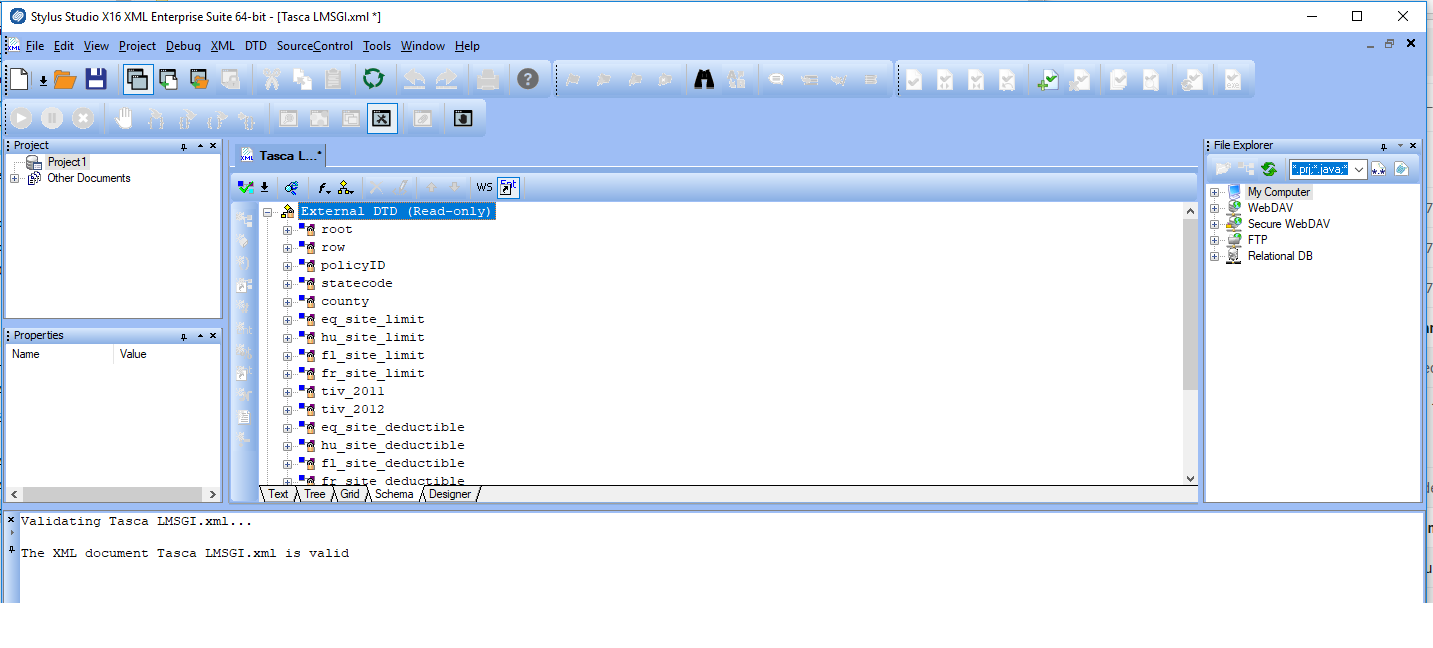 Stylus Studio X16 XML Enterprise Suite 64-bit - [Tasca LMSGI.xml *]
File Edit View Project Debug XML DTD SourceControl Tools Window Help
Project
Project1
Other Documents
Properties
Name Value
XML Tasca L...*
WS
External DTD (Read-only)
root
row
policyID
statecode
county
eq_site_limit
hu_site_limit
fl_site_limit
fr_site_limit
tiv_2011
tiv_2012
eq_site_deductible
hu_site_deductible
fl_site_deductible
fr_site_deductible
Text Tree Grid Schema Designer
File Explorer
*.prj;*.java;*
My Computer
WebDAV
Secure WebDAV
FTP
Relational DB
Validating Tasca LMSGI.xml...
The XML document Tasca LMSGI.xml is valid